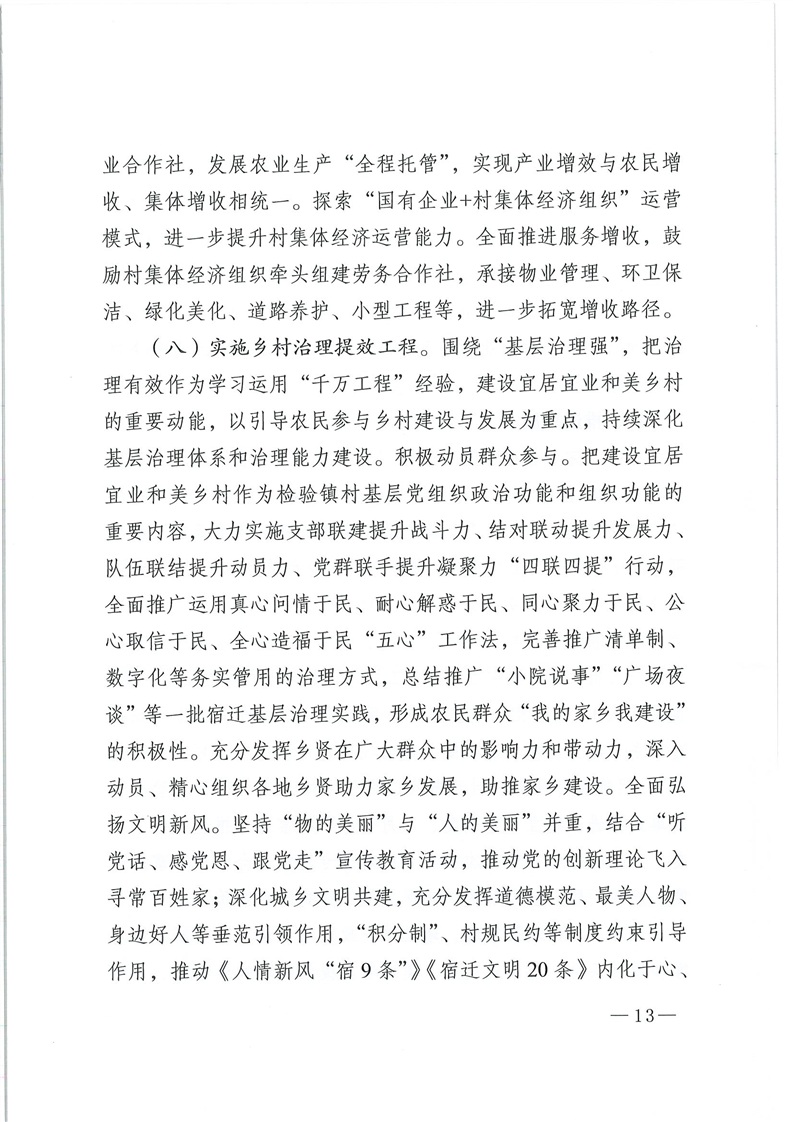 业合作社，发展农业生产“全程托管”，实现产业增效与农民增
收、集体增收相统一。探索“国有企业+村集体经济组织”运营
模式，进一步提升村集体经济运营能力。全面推进服务增收，鼓
励村集体经济组织牵头组建劳务合作社，承接物业管理、环卫保
洁、绿化美化、道路养护、小型工程等，进一步拓宽增收路径。
（八）实施乡村治理提效工程。围绕“基层治理强”，把治
理有效作为学习运用“千万工程”经验，建设宜居宜业和美乡村
的重要动能，以引导农民参与乡村建设与发展为重点，持续深化
基层治理体系和治理能力建设。积极动员群众参与。把建设宜居
宜业和美乡村作为检验镇村基层党组织政治功能和组织功能的
重要内容，大力实施支部联建提升战斗力、结对联动提升发展力、
队伍联结提升动员力、党群联手提升凝聚力“四联四提”行动，
全面推广运用真心问情于民、耐心解惑于民、同心聚力于民、公
心取信于民、全心造福于民“五心”工作法，完善推广清单制、
数字化等务实管用的治理方式，总结推广“小院说事”“广场夜
谈”等一批宿迁基层治理实践，形成农民群众“我的家乡我建设”
的积极性。充分发挥乡贤在广大群众中的影响力和带动力，深入
动员、精心组织各地乡贤助力家乡发展，助推家乡建设。全面弘
扬文明新风。坚持“物的美丽”与“人的美丽”并重，结合“听
党话、感党恩、跟党走”宣传教育活动，推动党的创新理论飞入
寻常百姓家；深化城乡文明共建，充分发挥道德模范、最美人物、
身边好人等垂范引领作用，“积分制”、村规民约等制度约束引导
作用，推动《人情新风“宿9条”》《宿迁文明20条》内化于心、
—13—